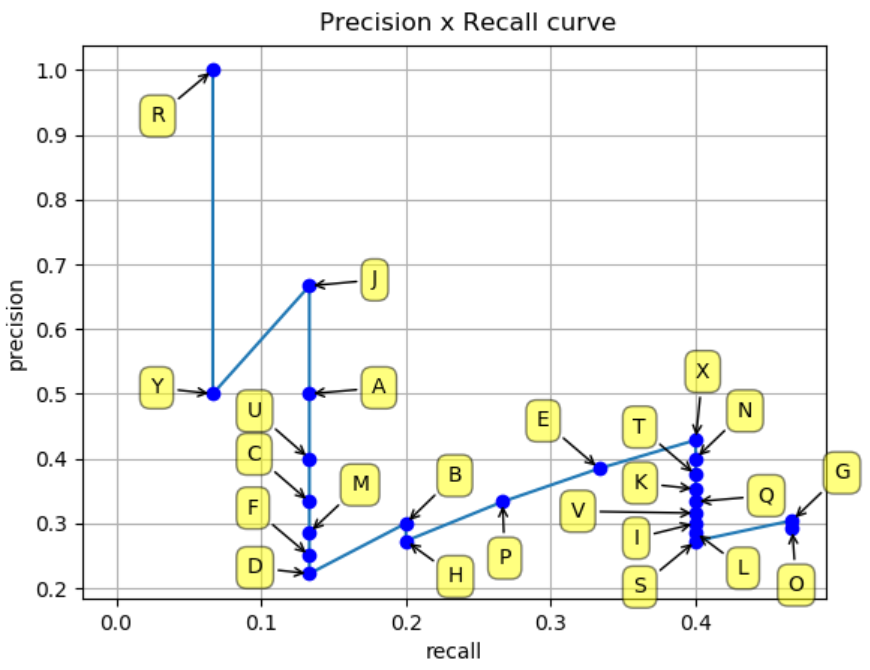 Precision x Recall curve
1.0
R
0.9
0.8
0.7
J
0.6
precision
0.5
Y
A
X
U
E
T
N
0.4
C
M
B
K
Q
G
F
V
0.3
P
I
D
H
S
L
O
0.2
0.0
0.1
0.2
0.3
0.4
recall